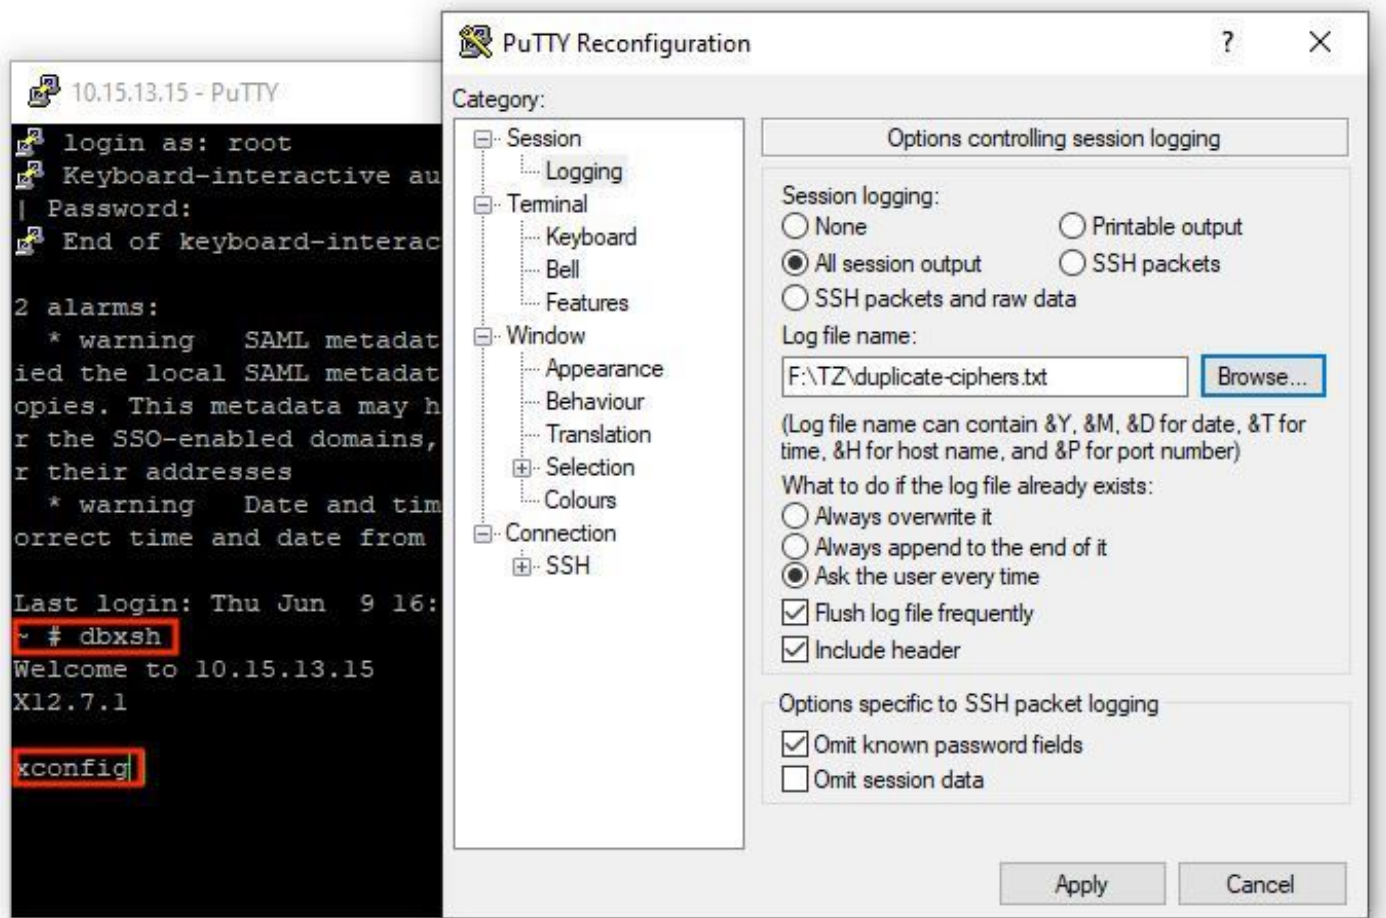 10.15.13.15 - PuTTY
login as: root
Keyboard-interactive au
| Password:
End of keyboard-interac
2 alarms:
* warning   SAML metadat
ied the local SAML metadat
opies. This metadata may h
r the SSO-enabled domains,
r their addresses
* warning   Date and tim
orrect time and date from
Last login: Thu Jun  9 16:
~ # dbxsh
Welcome to 10.15.13.15
X12.7.1
xconfig
PuTTY Reconfiguration
?
Category:
Session
Logging
Terminal
Keyboard
Bell
Features
Window
Appearance
Behaviour
Translation
Selection
Colours
Connection
SSH
Options controlling session logging
Session logging:
None
Printable output
All session output
SSH packets
SSH packets and raw data
Log file name:
F:\TZ\duplicate-ciphers.txt
Browse...
(Log file name can contain &Y, &M, &D for date, &T for
time, &H for host name, and &P for port number)
What to do if the log file already exists:
Always overwrite it
Always append to the end of it
Ask the user every time
Flush log file frequently
Include header
Options specific to SSH packet logging
Omit known password fields
Omit session data
Apply
Cancel